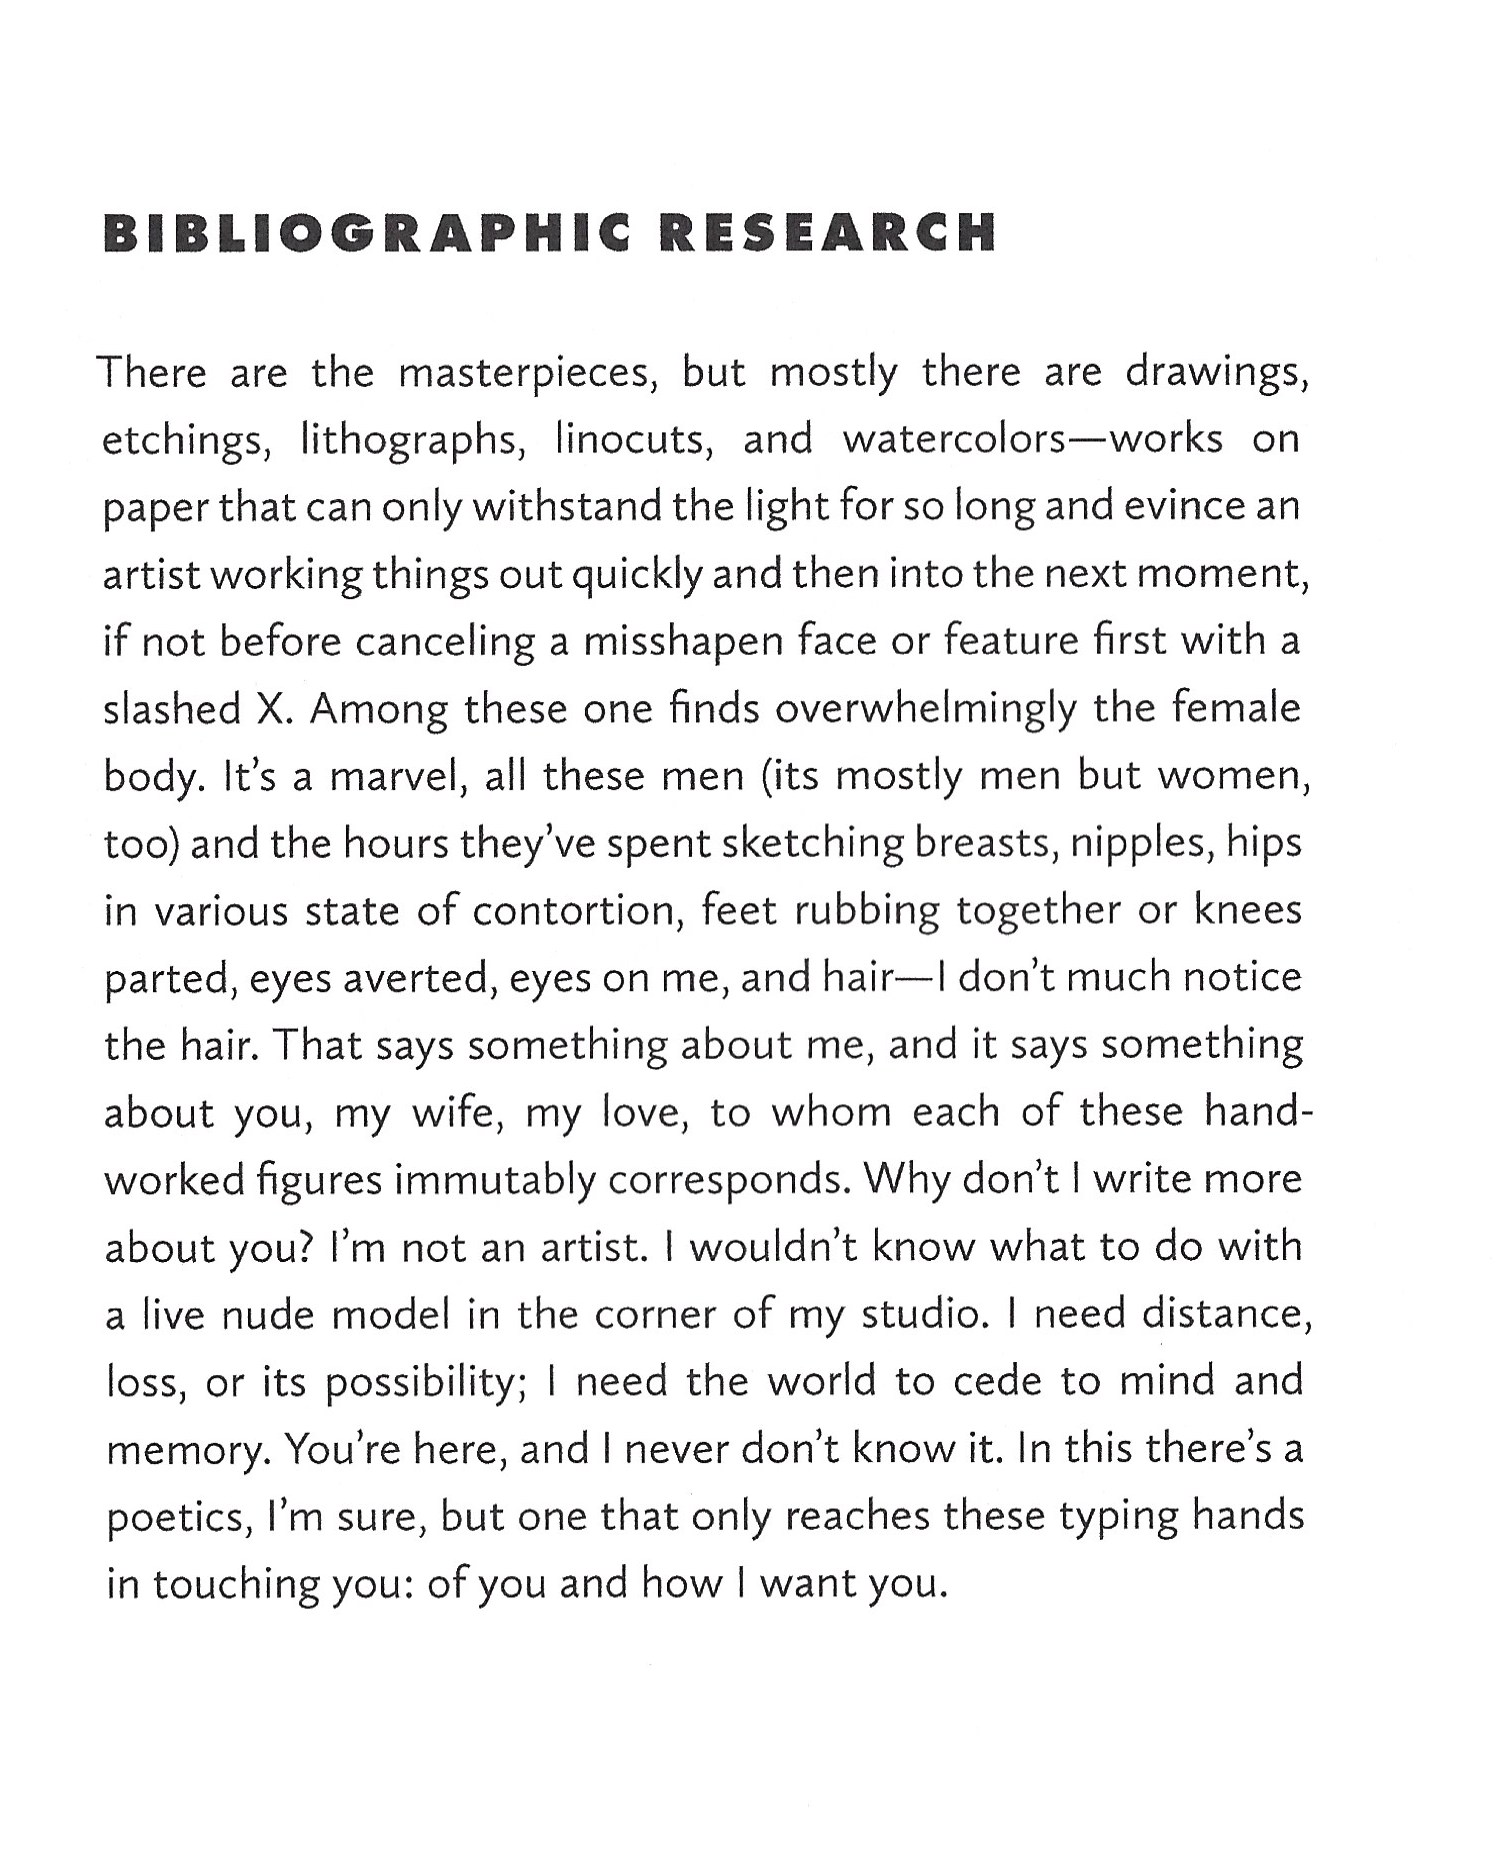 BIBLIOGRAPHIC RESEARCH
There are the masterpieces, but mostly there are drawings,
etchings, lithographs, linocuts, and watercolors—works on
paper that can only withstand the light for so long and evince an
artist working things out quickly and then into the next moment,
if not before canceling a misshapen face or feature first with a
slashed X. Among these one finds overwhelmingly the female
body. It's a marvel, all these men (its mostly men but women,
too) and the hours they've spent sketching breasts, nipples, hips
in various state of contortion, feet rubbing together or knees
parted, eyes averted, eyes on me, and hair—I don't much notice
the hair. That says something about me, and it says something
about you, my wife, my love, to whom each of these hand-
worked figures immutably corresponds. Why don't I write more
about you? I'm not an artist. I wouldn't know what to do with
a live nude model in the corner of my studio. I need distance,
loss, or its possibility; I need the world to cede to mind and
memory. You're here, and I never don't know it. In this there's a
poetics, I'm sure, but one that only reaches these typing hands
in touching you: of you and how I want you.